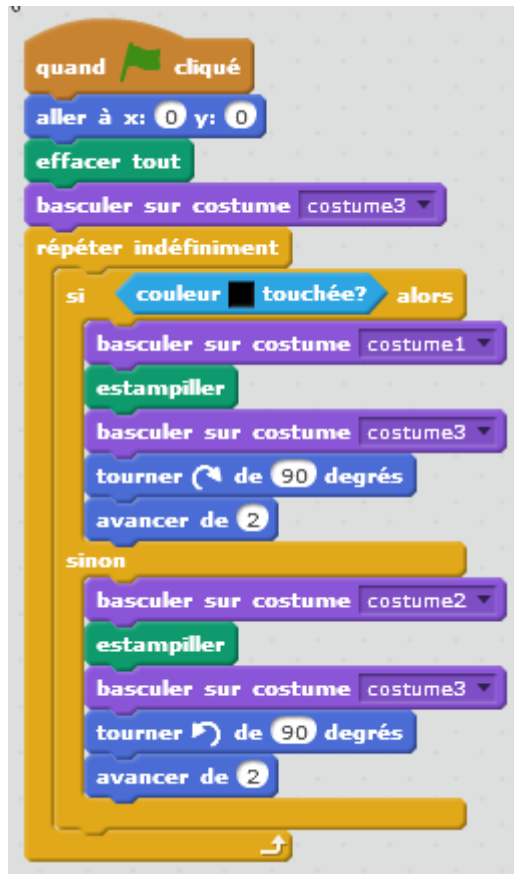 quand cliqué
aller à x: 0 y: 0
effacer tout
basculer sur costume costume3
répéter indéfiniment
si couleur touchée? alors
basculer sur costume costume1
estampiller
basculer sur costume costume3
tourner de 90 degrés
avancer de 2
sinon
basculer sur costume costume2
estampiller
basculer sur costume costume3
tourner de 90 degrés
avancer de 2